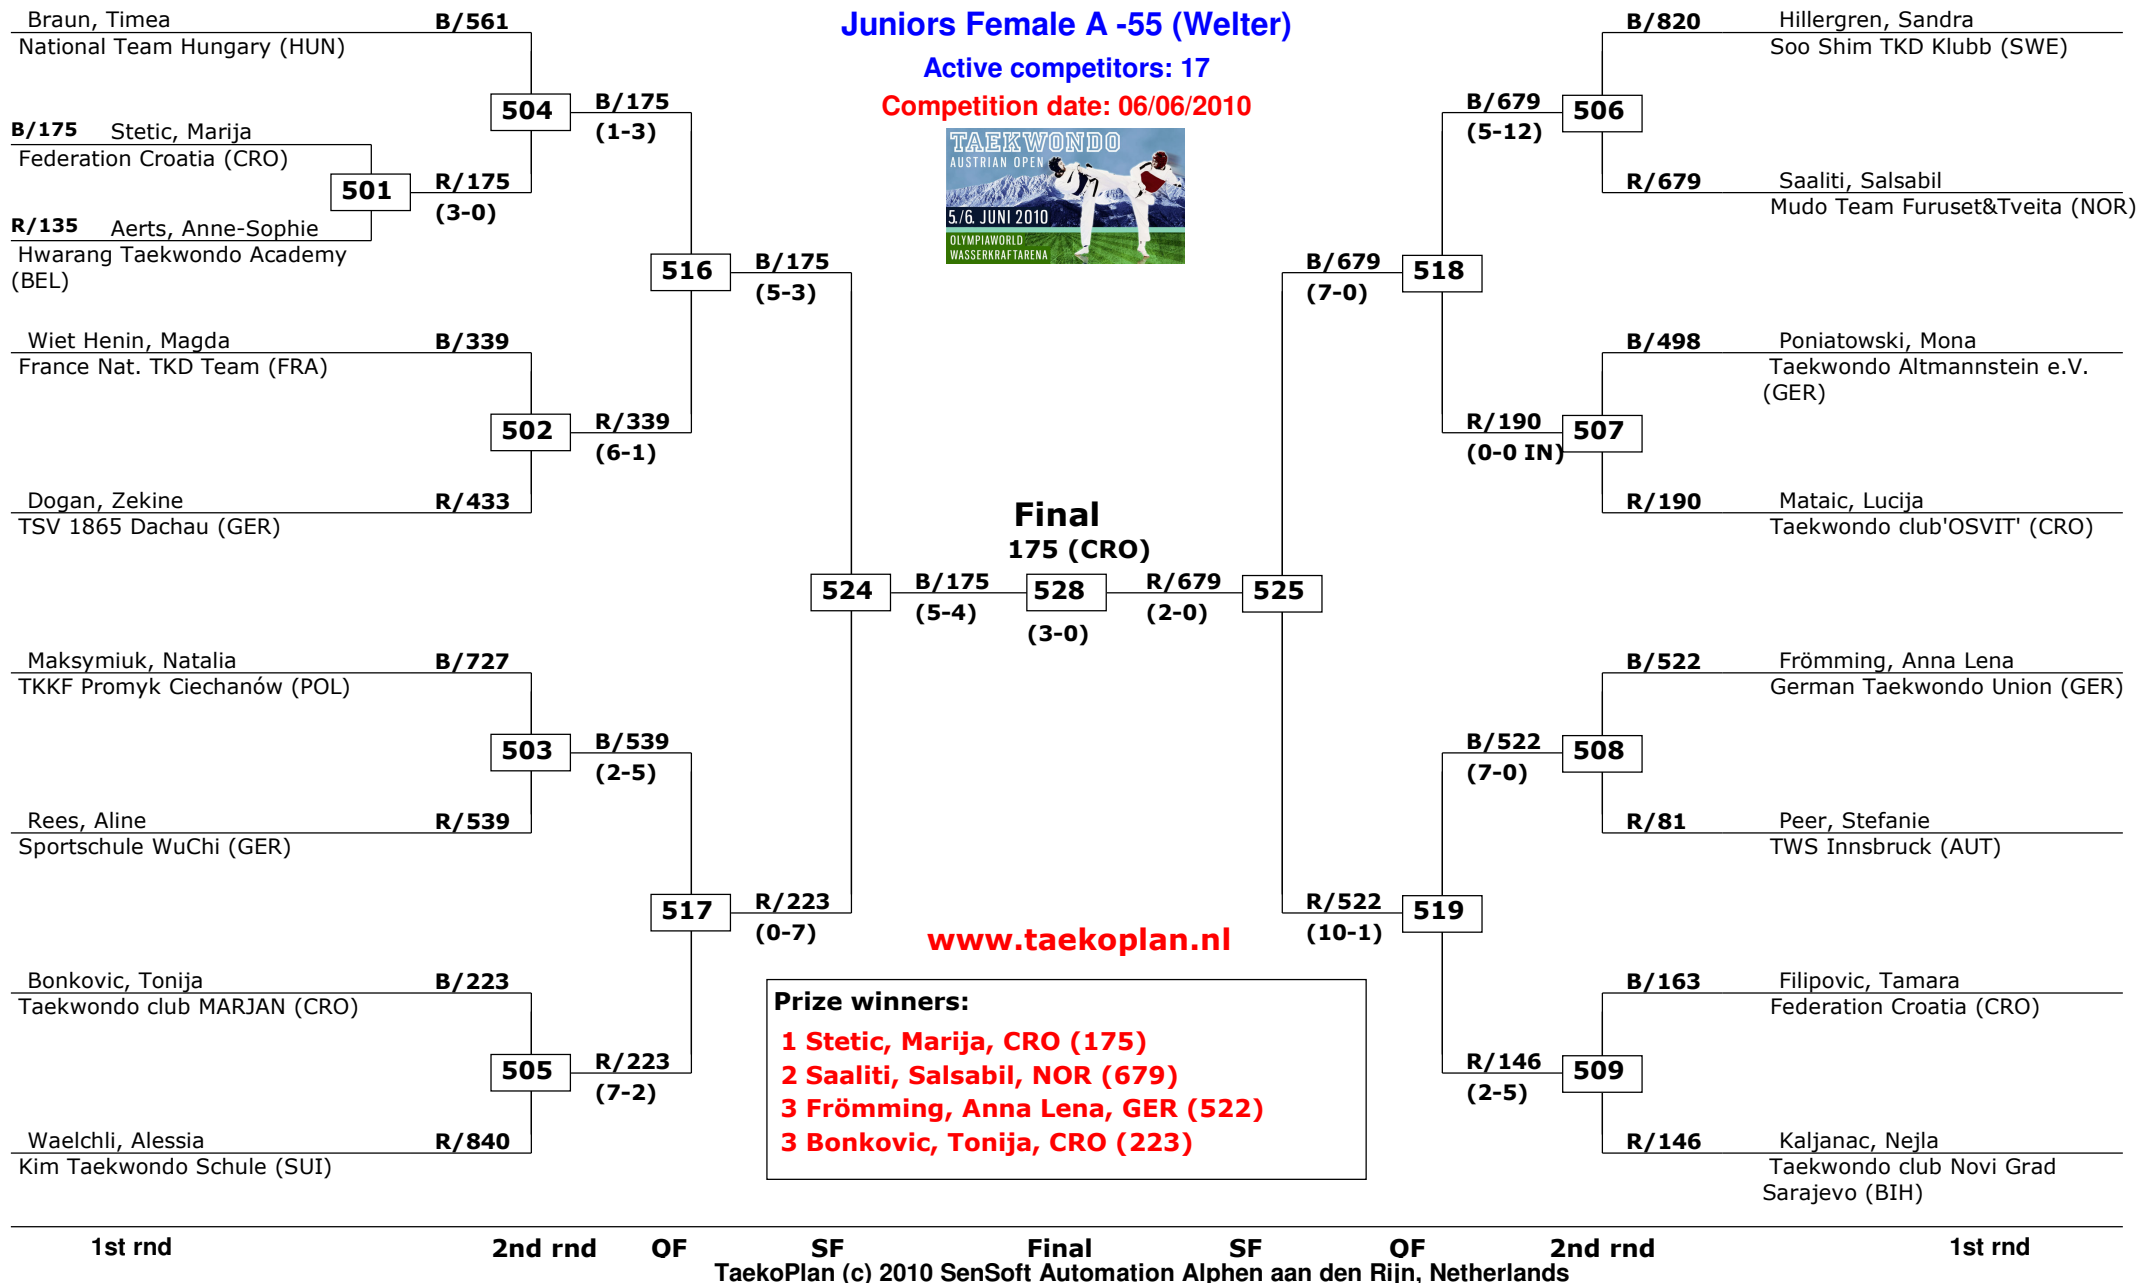 Juniors Female A -55 (Welter)
Active competitors: 17
Competition date: 06/06/2010
TAEKWONDO
AUSTRIAN OPEN
5./6. JUNI 2010
OLYMPIAWORLD
WASSERKRAFTARENA
Braun, Timea B/561
National Team Hungary (HUN)
504 B/175
(1-3)
B/175 Stetic, Marija
Federation Croatia (CRO)
501 R/175
(3-0)
R/135 Aerts, Anne-Sophie
Hwarang Taekwondo Academy
(BEL)
516 B/175
(5-3)
Wiet Henin, Magda B/339
France Nat. TKD Team (FRA)
502 R/339
(6-1)
Dogan, Zekine R/433
TSV 1865 Dachau (GER)
Maksymiuk, Natalia B/727
TKKF Promyk Ciechanów (POL)
503 B/539
(2-5)
Rees, Aline R/539
Sportschule WuChi (GER)
517 R/223
(0-7)
Bonkovic, Tonija B/223
Taekwondo club MARJAN (CRO)
505 R/223
(7-2)
Waelchli, Alessia R/840
Kim Taekwondo Schule (SUI)
Final
175 (CRO)
524 B/175 528 R/679 525
(5-4) (3-0) (2-0)
B/820 Hillergren, Sandra
Soo Shim TKD Klubb (SWE)
B/679 506
(5-12)
R/679 Saaliti, Salsabil
Mudo Team Furuset&Tveita (NOR)
B/679 518
(7-0)
B/498 Poniatowski, Mona
Taekwondo Altmannstein e.V.
(GER)
R/190 507
(0-0 IN)
R/190 Mataic, Lucija
Taekwondo club'OSVIT' (CRO)
B/522 Frömming, Anna Lena
German Taekwondo Union (GER)
B/522 508
(7-0)
R/81 Peer, Stefanie
TWS Innsbruck (AUT)
R/522 519
(10-1)
B/163 Filipovic, Tamara
Federation Croatia (CRO)
R/146 509
(2-5)
R/146 Kaljanac, Nejla
Taekwondo club Novi Grad
Sarajevo (BIH)
www.taekoplan.nl
Prize winners:
1 Stetic, Marija, CRO (175)
2 Saaliti, Salsabil, NOR (679)
3 Frömming, Anna Lena, GER (522)
3 Bonkovic, Tonija, CRO (223)
1st rnd 2nd rnd QF SF Final SF QF 2nd rnd 1st rnd
TaekoPlan (c) 2010 SenSoft Automation Alphen aan den Rijn, Netherlands